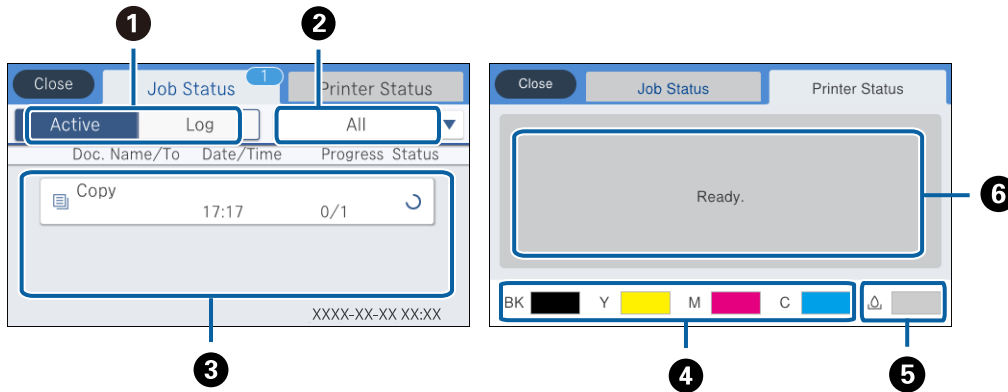 1 2
Close Job Status 1 Printer Status
Active Log All
Doc. Name/To Date/Time Progress Status
Copy
17:17 0/1
XXXX-XX-XX XX:XX
3
Close Job Status Printer Status
Ready.
6
BK Y M C
4 5